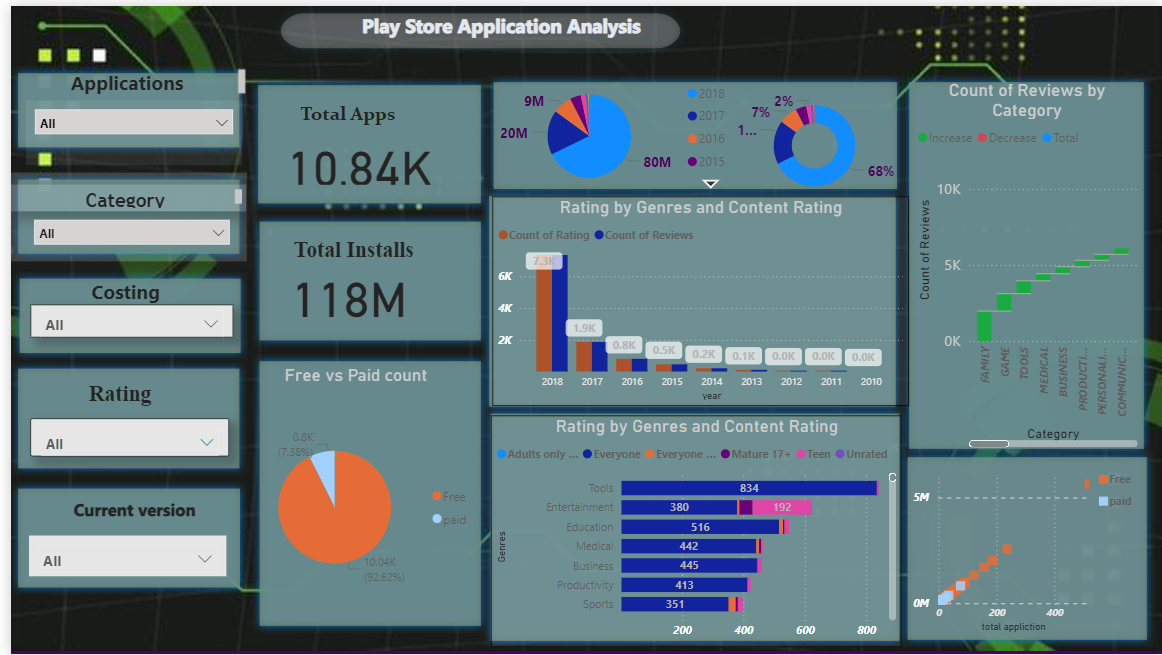 Play Store Application Analysis
Applications
All
Category
All
Costing
All
Rating
All
Current version
All
Total Apps
10.84K
Total Installs
118M
Free vs Paid count
0.8K
(7.38%)
10.04K
(92.62%)
Free
paid
9M
20M
80M
2018
2017
2016
2015
2%
7%
1...
68%
Rating by Genres and Content Rating
Count of Rating Count of Reviews
6K
4K
2K
7.3K
1.9K
0.8K
0.5K
0.2K
0.1K
0.0K
0.0K
0.0K
2018 2017 2016 2015 2014 2013 2012 2011 2010
year
Rating by Genres and Content Rating
Adults only ... Everyone Everyone ... Mature 17+ Teen Unrated
Genres
Tools 834
Entertainment 380 192
Education 516
Medical 442
Business 445
Productivity 413
Sports 351
200 400 600 800
Count of Reviews by
Category
Increase Decrease Total
Count of Reviews
10K
5K
0K
FAMILY
GAME
TOOLS
MEDICAL
BUSINESS
PRODUCTI...
PERSONALI...
COMMUNIC...
Category
Free
paid
5M
0M
0 200 400
total appliction